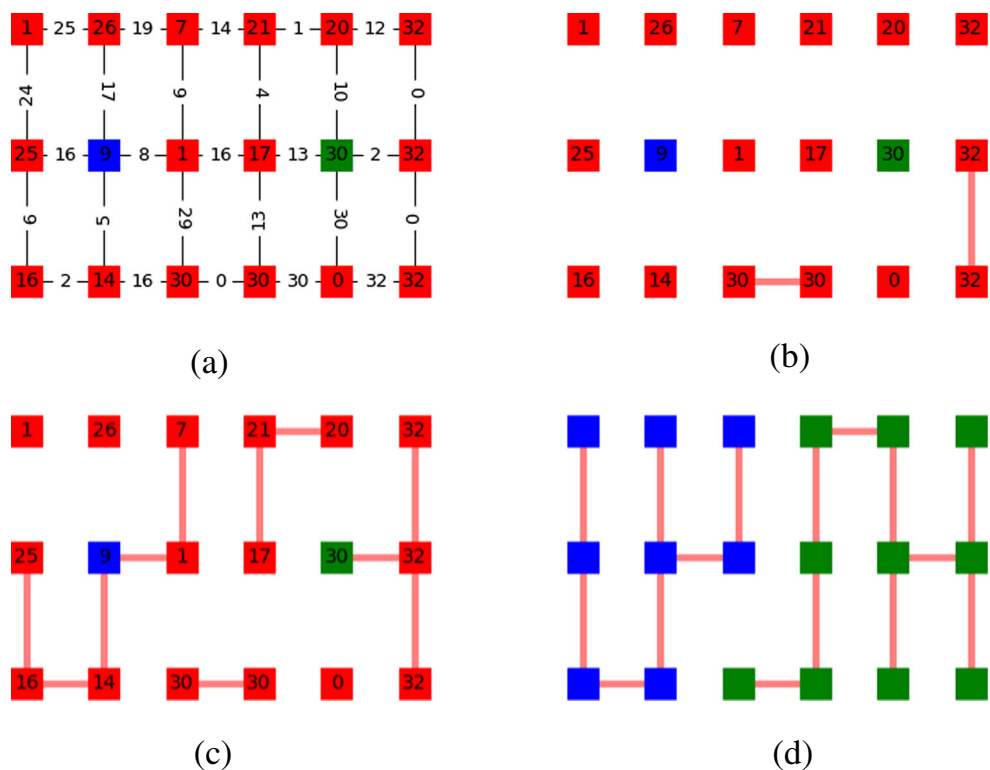 1 25 26 19 7 14 21 1 20 12 32
24 17 6 4 10 0
25 16 9 8 1 16 17 13 30 2 32
9 5 29 13 30 0
16 2 14 16 30 0 30 30 0 32 32
(a)
1 26 7 21 20 32
25 9 1 17 30 32
16 14 30 30 0 32
(b)
1 26 7 21 20 32
25 9 1 17 30 32
16 14 30 30 0 32
(c)
(d)